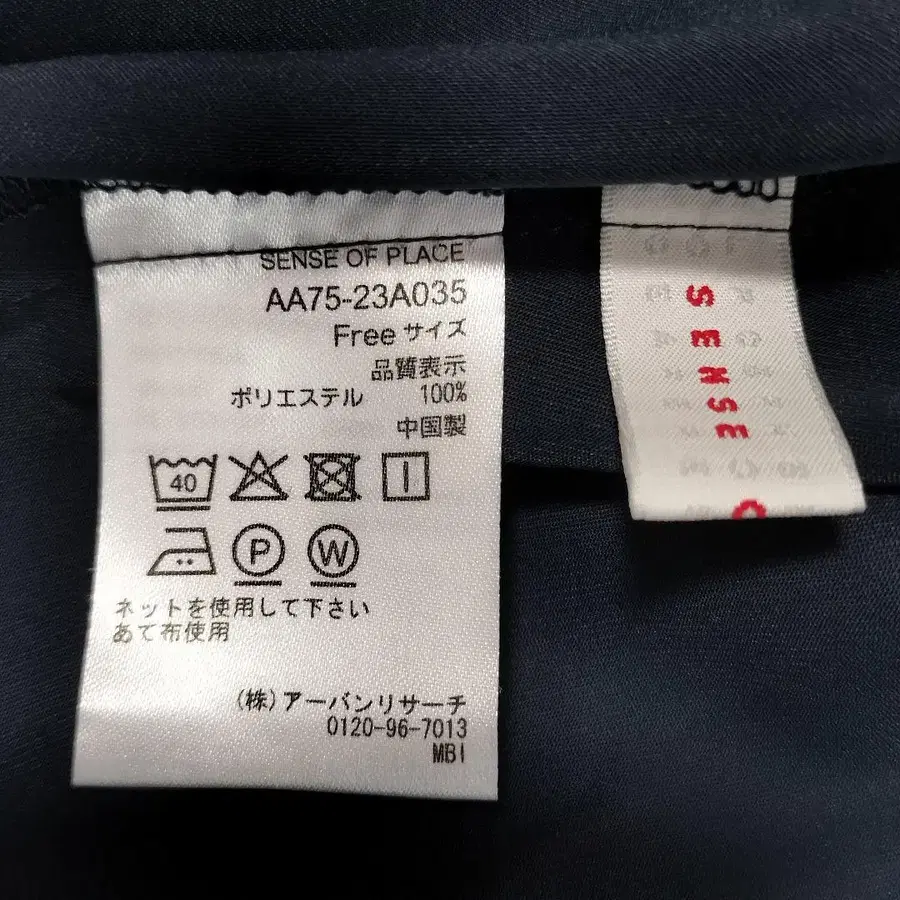 SENSE OF PLACE
AA75-23A035
Free サイズ
品質表示
ポリエステル 100%
中国製
40
P W
ネットを使用して下さい
あて布使用
(株)アーバンリサーチ
0120-96-7013
MBI
SENSE